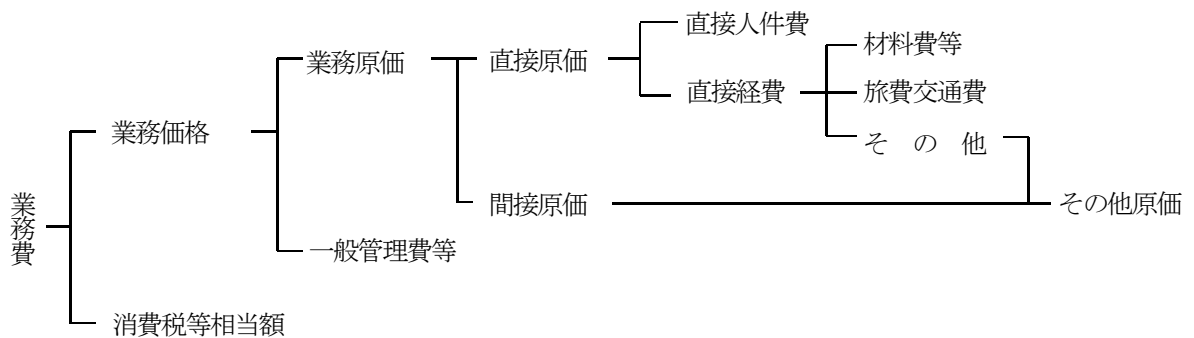 業務費
業務価格
消費税等相当額
業務原価
一般管理費等
直接原価
間接原価
直接人件費
直接経費
材料費等
旅費交通費
そ　の　他
その他原価